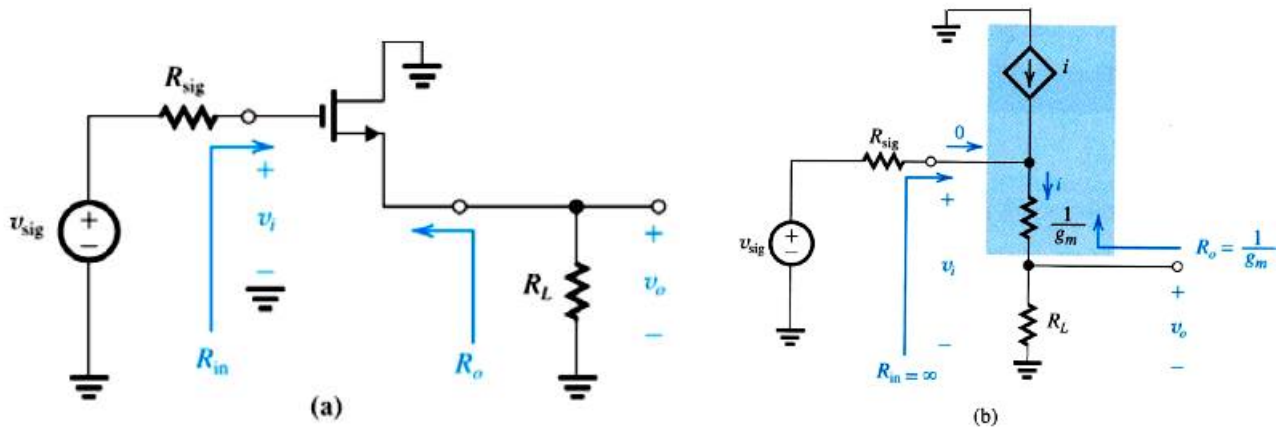 R_sig
v_sig
+
−
+
v_i
−
R_in
R_o
R_L
+
v_o
−
(a)
i
0
R_sig
i
1/g_m
R_o = 1/g_m
v_sig
+
−
+
v_i
−
R_in = ∞
R_L
+
v_o
−
(b)